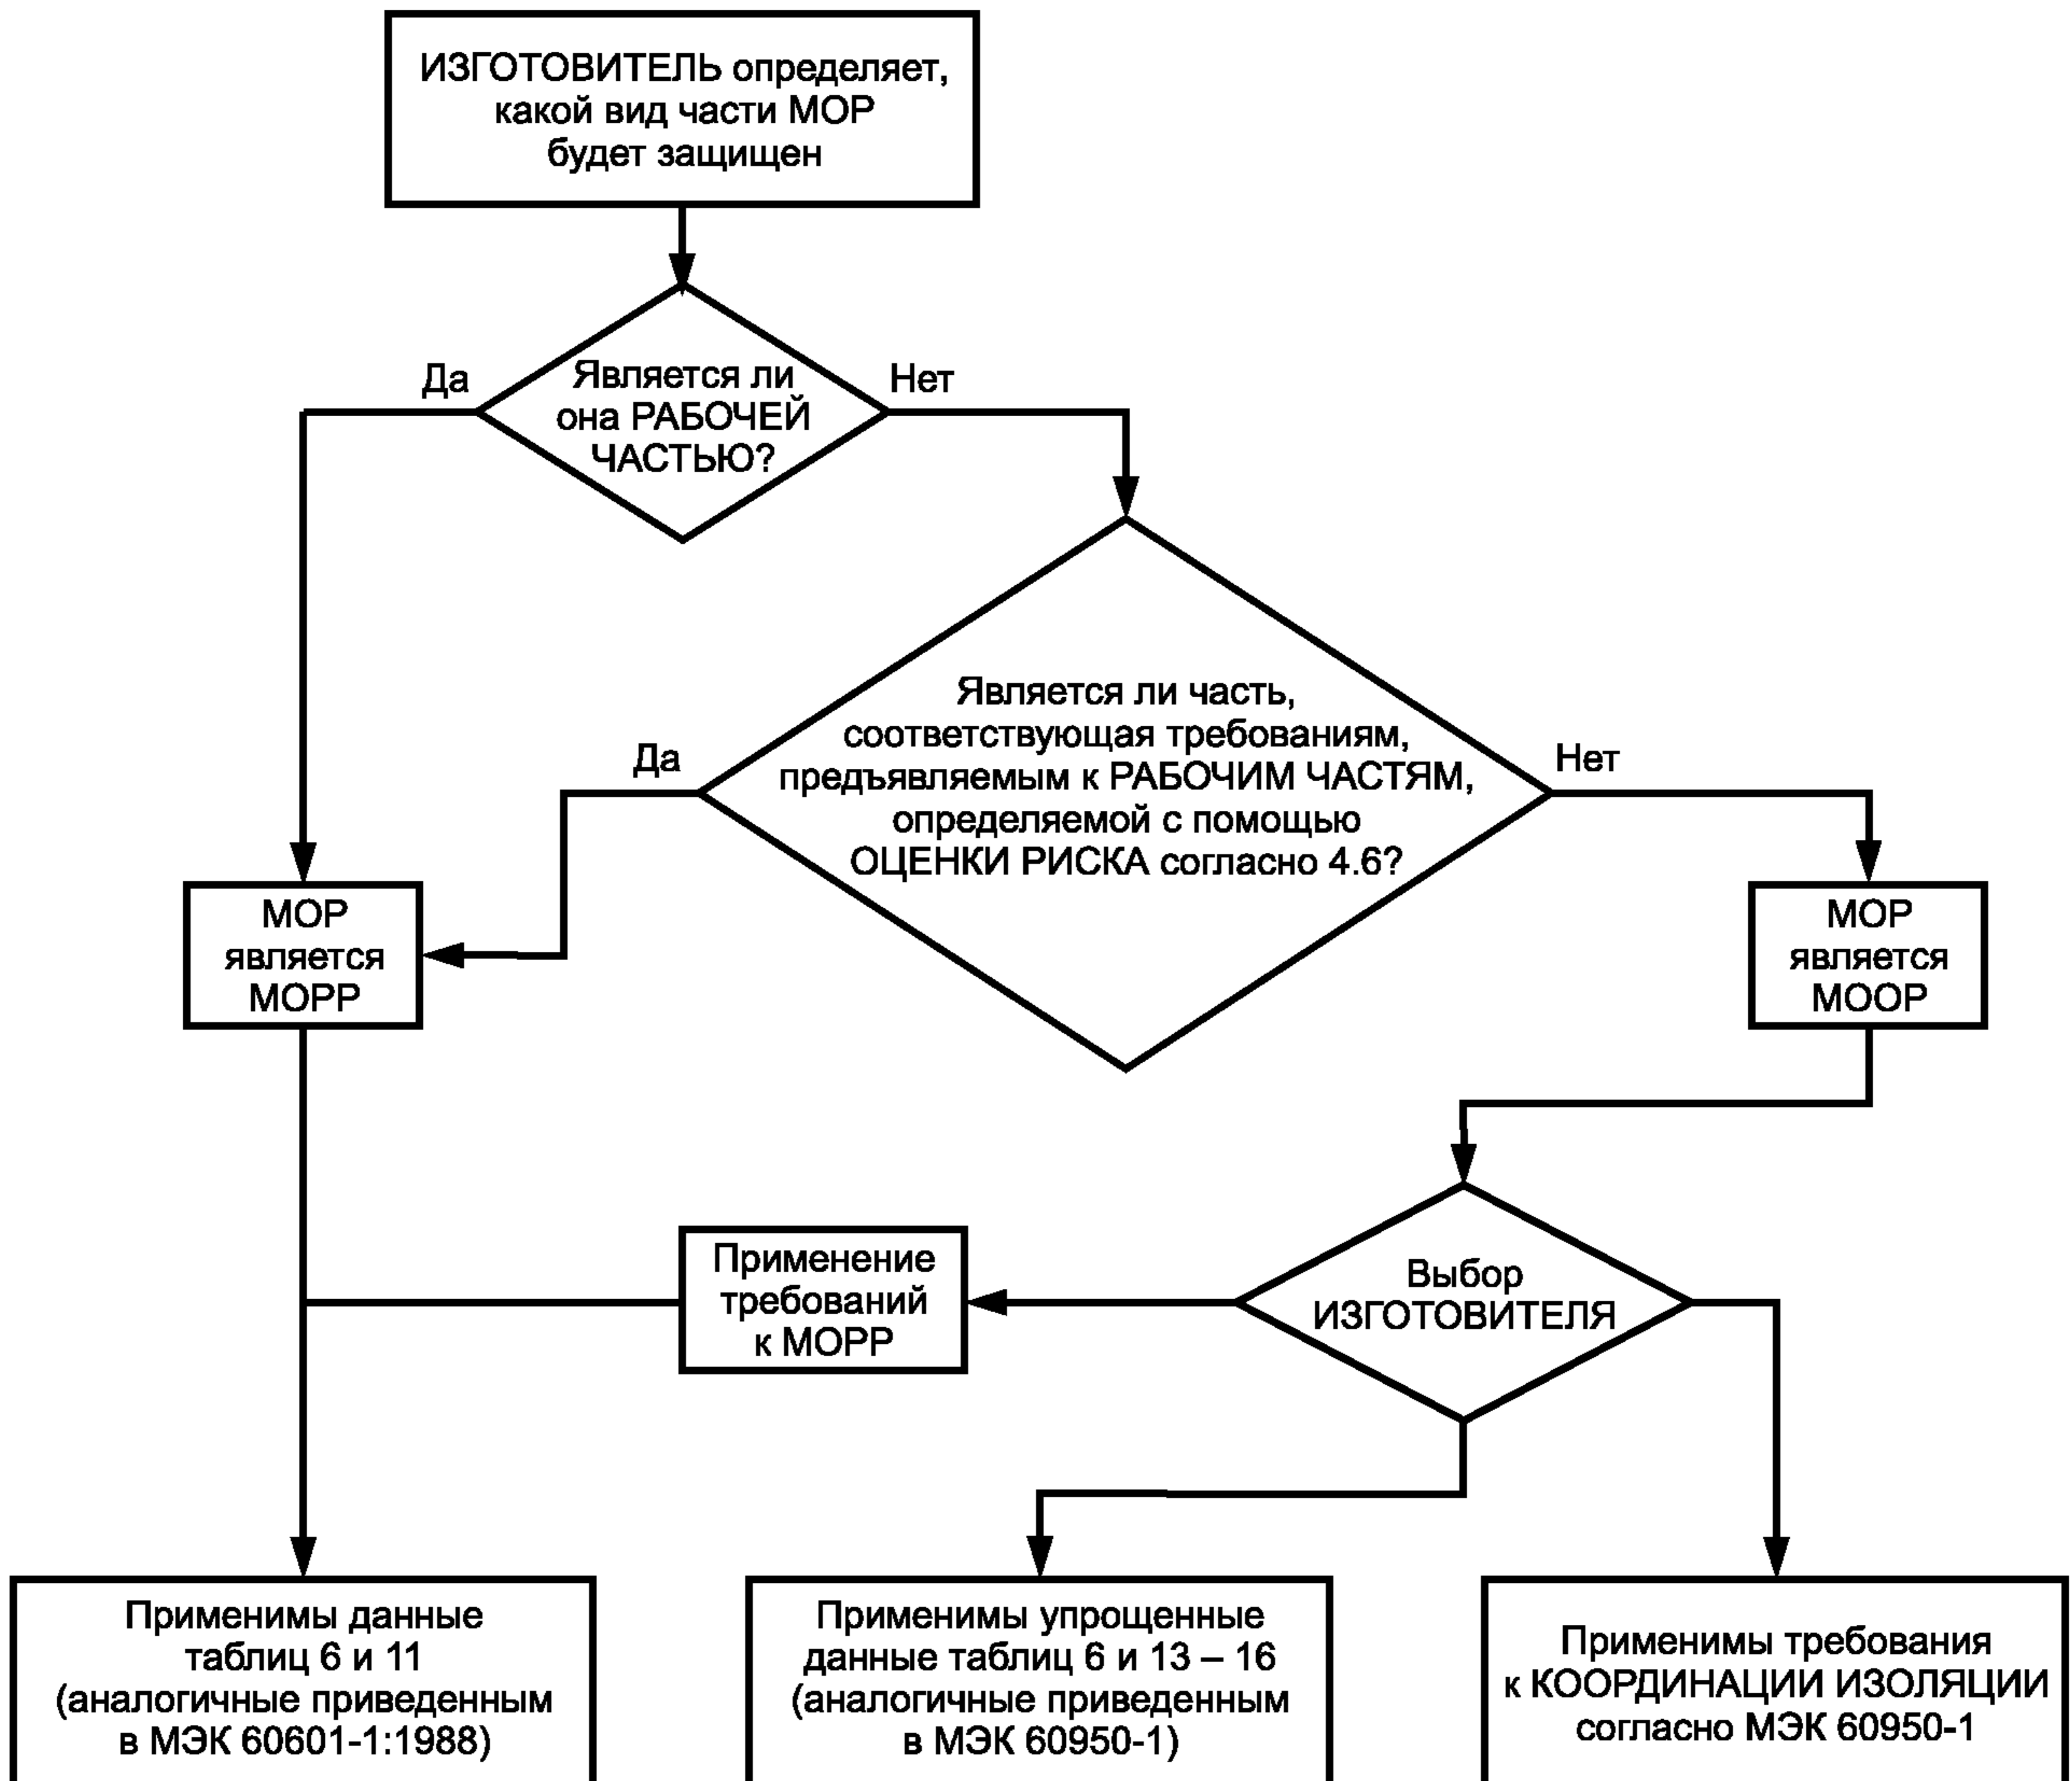 ИЗГОТОВИТЕЛЬ определяет,
какой вид части МОР
будет защищен
Да
Является ли
она РАБОЧЕЙ
ЧАСТЬЮ?
Нет
Является ли часть,
соответствующая требованиям,
предъявляемым к РАБОЧИМ ЧАСТЯМ,
определяемой с помощью
ОЦЕНКИ РИСКА согласно 4.6?
Да
Нет
МОР
является
МОРР
МОР
является
МООР
Применение
требований
к МОРР
Выбор
ИЗГОТОВИТЕЛЯ
Применимы данные
таблиц 6 и 11
(аналогичные приведенным
в МЭК 60601-1:1988)
Применимы упрощенные
данные таблиц 6 и 13 – 16
(аналогичные приведенным
в МЭК 60950-1)
Применимы требования
к КООРДИНАЦИИ ИЗОЛЯЦИИ
согласно МЭК 60950-1